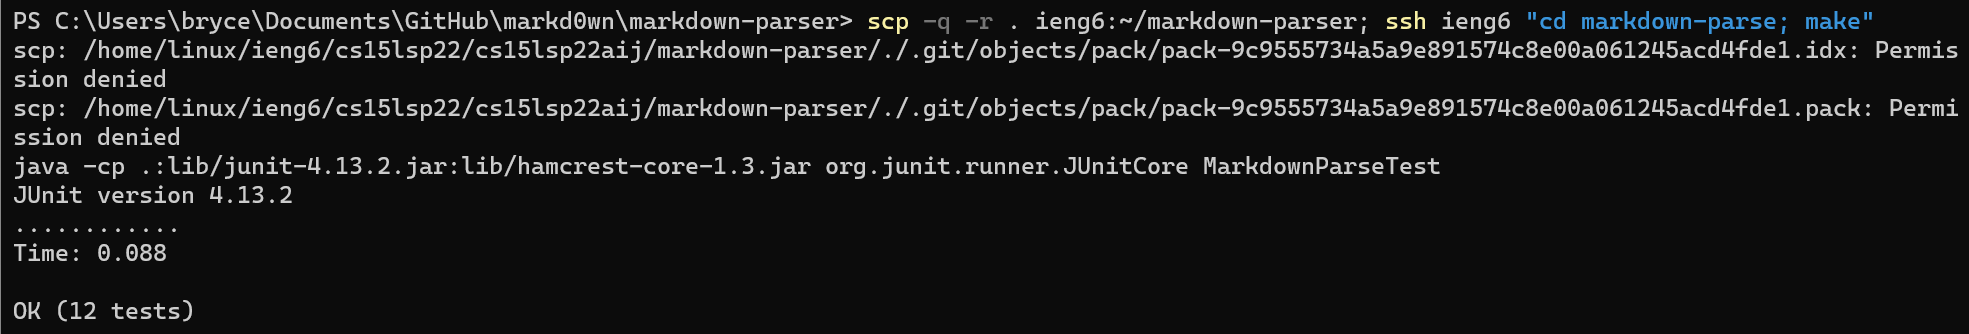 PS C:\Users\bryce\Documents\GitHub\markd0wn\markdown-parser> scp -q -r . ieng6:~/markdown-parser; ssh ieng6 "cd markdown-parse; make"
scp: /home/linux/ieng6/cs15lsp22/cs15lsp22aij/markdown-parser/./.git/objects/pack/pack-9c9555734a5a9e891574c8e00a061245acd4fde1.idx: Permis
sion denied
scp: /home/linux/ieng6/cs15lsp22/cs15lsp22aij/markdown-parser/./.git/objects/pack/pack-9c9555734a5a9e891574c8e00a061245acd4fde1.pack: Permi
ssion denied
java -cp .:lib/junit-4.13.2.jar:lib/hamcrest-core-1.3.jar org.junit.runner.JUnitCore MarkdownParseTest
JUnit version 4.13.2
............
Time: 0.088
OK (12 tests)